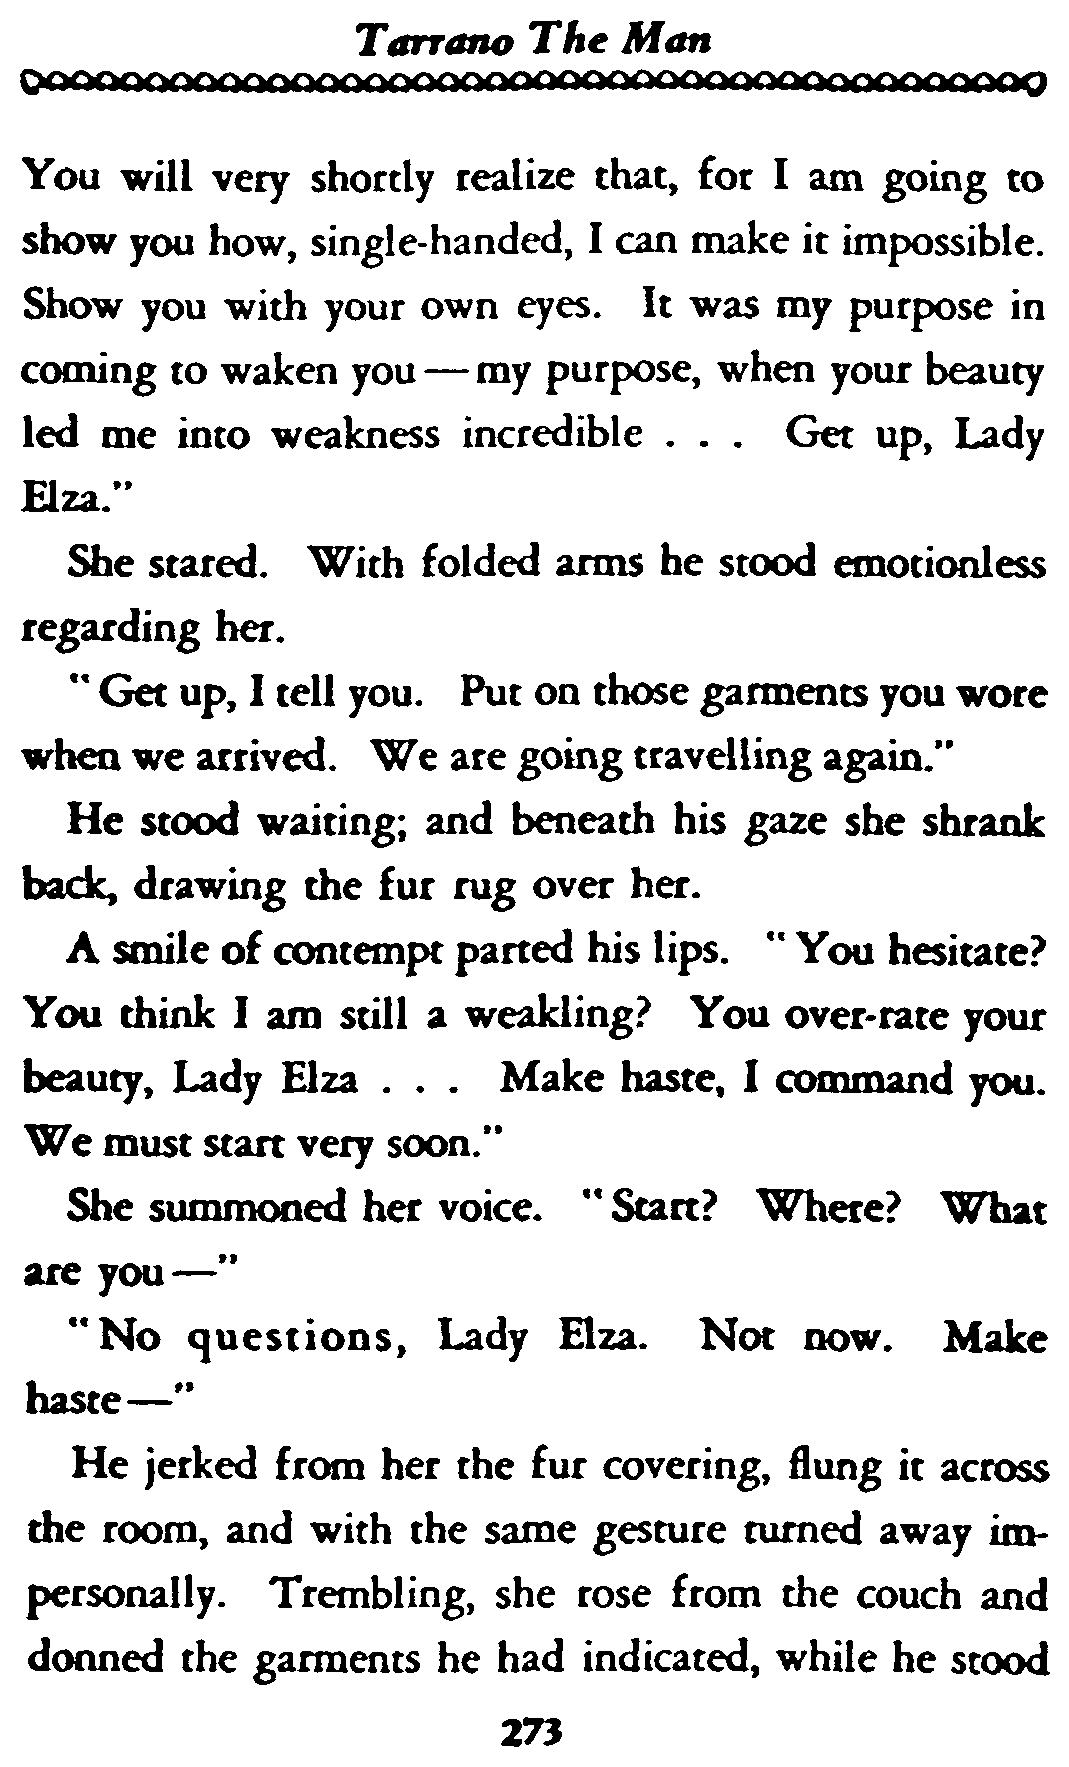 Tarrano The Man
You will very shortly realize that, for I am going to
show you how, single-handed, I can make it impossible.
Show you with your own eyes. It was my purpose in
coming to waken you—my purpose, when your beauty
led me into weakness incredible . . . Get up, Lady
Elza."
She stared. With folded arms he stood emotionless
regarding her.
"Get up, I tell you. Put on those garments you wore
when we arrived. We are going travelling again."
He stood waiting; and beneath his gaze she shrank
back, drawing the fur rug over her.
A smile of contempt parted his lips. "You hesitate?
You think I am still a weakling? You over-rate your
beauty, Lady Elza . . . Make haste, I command you.
We must start very soon."
She summoned her voice. "Start? Where? What
are you—"
"No questions, Lady Elza. Not now. Make
haste—"
He jerked from her the fur covering, flung it across
the room, and with the same gesture turned away im-
personally. Trembling, she rose from the couch and
donned the garments he had indicated, while he stood
273